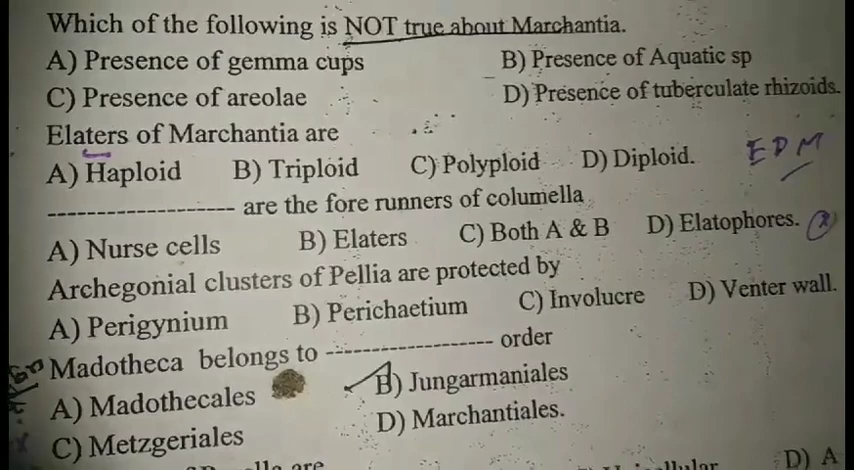 Which of the following is NOT true about Marchantia.
A) Presence of gemma cups B) Presence of Aquatic sp
C) Presence of areolae D) Presence of tuberculate rhizoids.
Elaters of Marchantia are
A) Haploid B) Triploid C) Polyploid D) Diploid. EDM
------------------- are the fore runners of columella
A) Nurse cells B) Elaters C) Both A & B D) Elatophores.
Archegonial clusters of Pellia are protected by
A) Perigynium B) Perichaetium C) Involucre D) Venter wall.
Madotheca belongs to ------------------- order
A) Madothecales B) Jungarmaniales
C) Metzgeriales D) Marchantiales.
are D) A